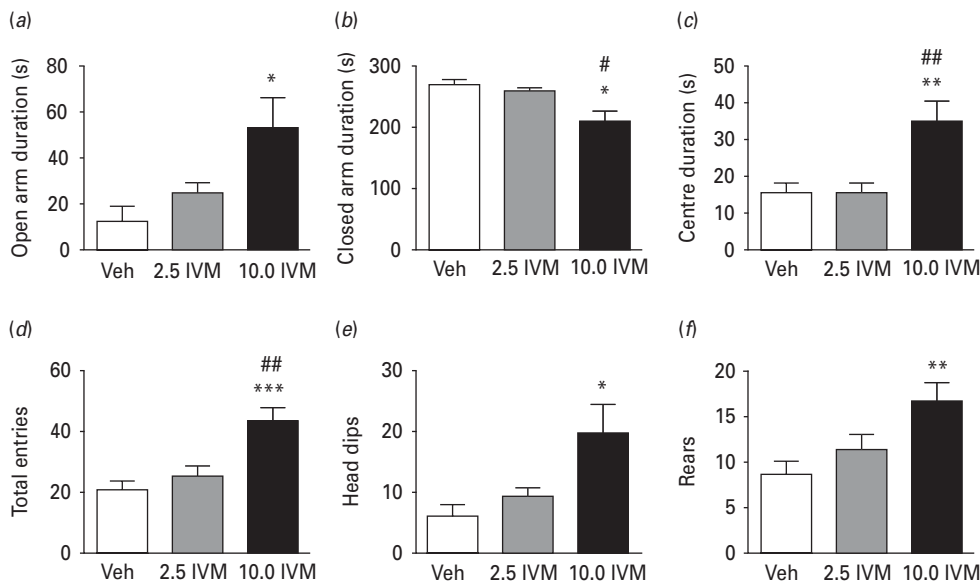 (a)
Open arm duration (s)
80
60
40
20
0
*
Veh 2.5 IVM 10.0 IVM
(b)
Closed arm duration (s)
300
200
100
0
#
*
Veh 2.5 IVM 10.0 IVM
(c)
Centre duration (s)
50
40
30
20
10
0
##
**
Veh 2.5 IVM 10.0 IVM
(d)
Total entries
60
40
20
0
##
***
Veh 2.5 IVM 10.0 IVM
(e)
Head dips
30
20
10
0
*
Veh 2.5 IVM 10.0 IVM
(f)
Rears
20
15
10
5
0
**
Veh 2.5 IVM 10.0 IVM